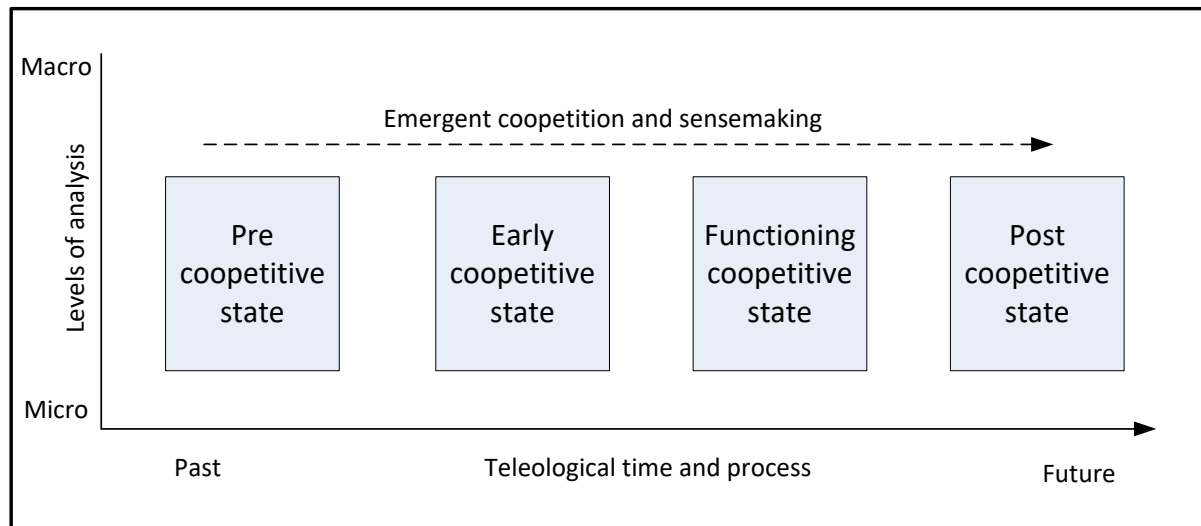 Macro
Emergent coopetition and sensemaking
Levels of analysis
Pre
coopetitive
state
Early
coopetitive
state
Functioning
coopetitive
state
Post
coopetitive
state
Micro
Past
Teleological time and process
Future